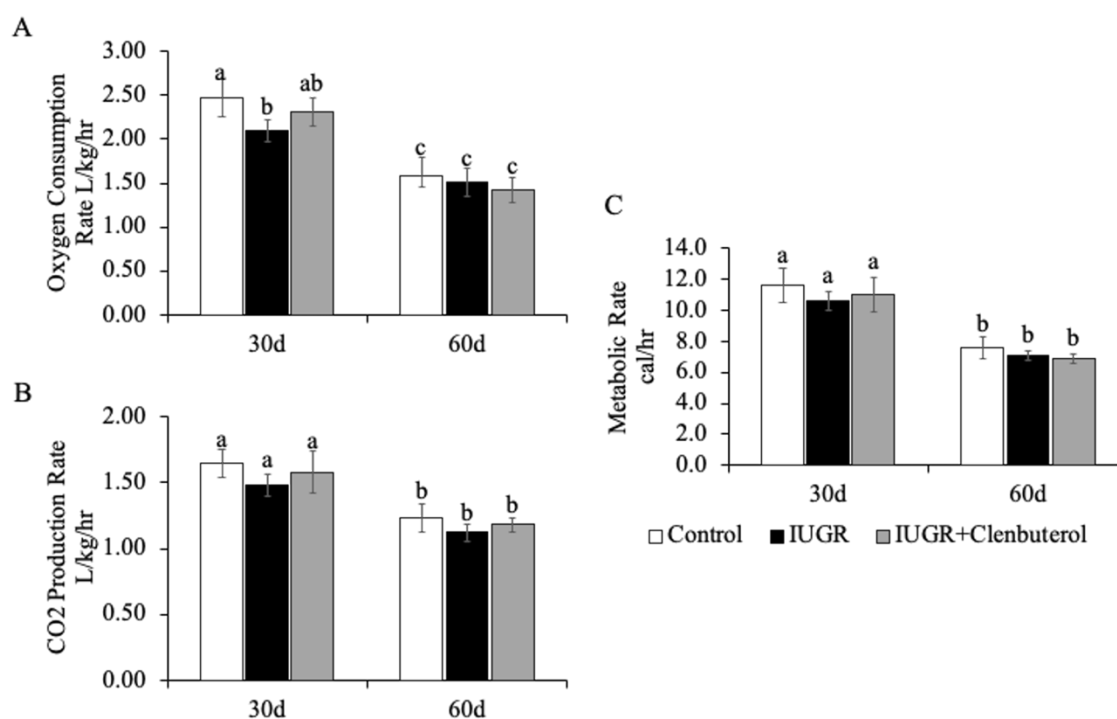 A
Oxygen Consumption
Rate L/kg/hr
3.00
2.50
2.00
1.50
1.00
0.50
0.00
a
b
ab
c
c
c
30d
60d
B
CO2 Production Rate
L/kg/hr
2.00
1.50
1.00
0.50
0.00
a
a
a
b
b
b
30d
60d
C
Metabolic Rate
cal/hr
14.0
12.0
10.0
8.0
6.0
4.0
2.0
0.0
a
a
a
b
b
b
30d
60d
Control
IUGR
IUGR+Clenbuterol